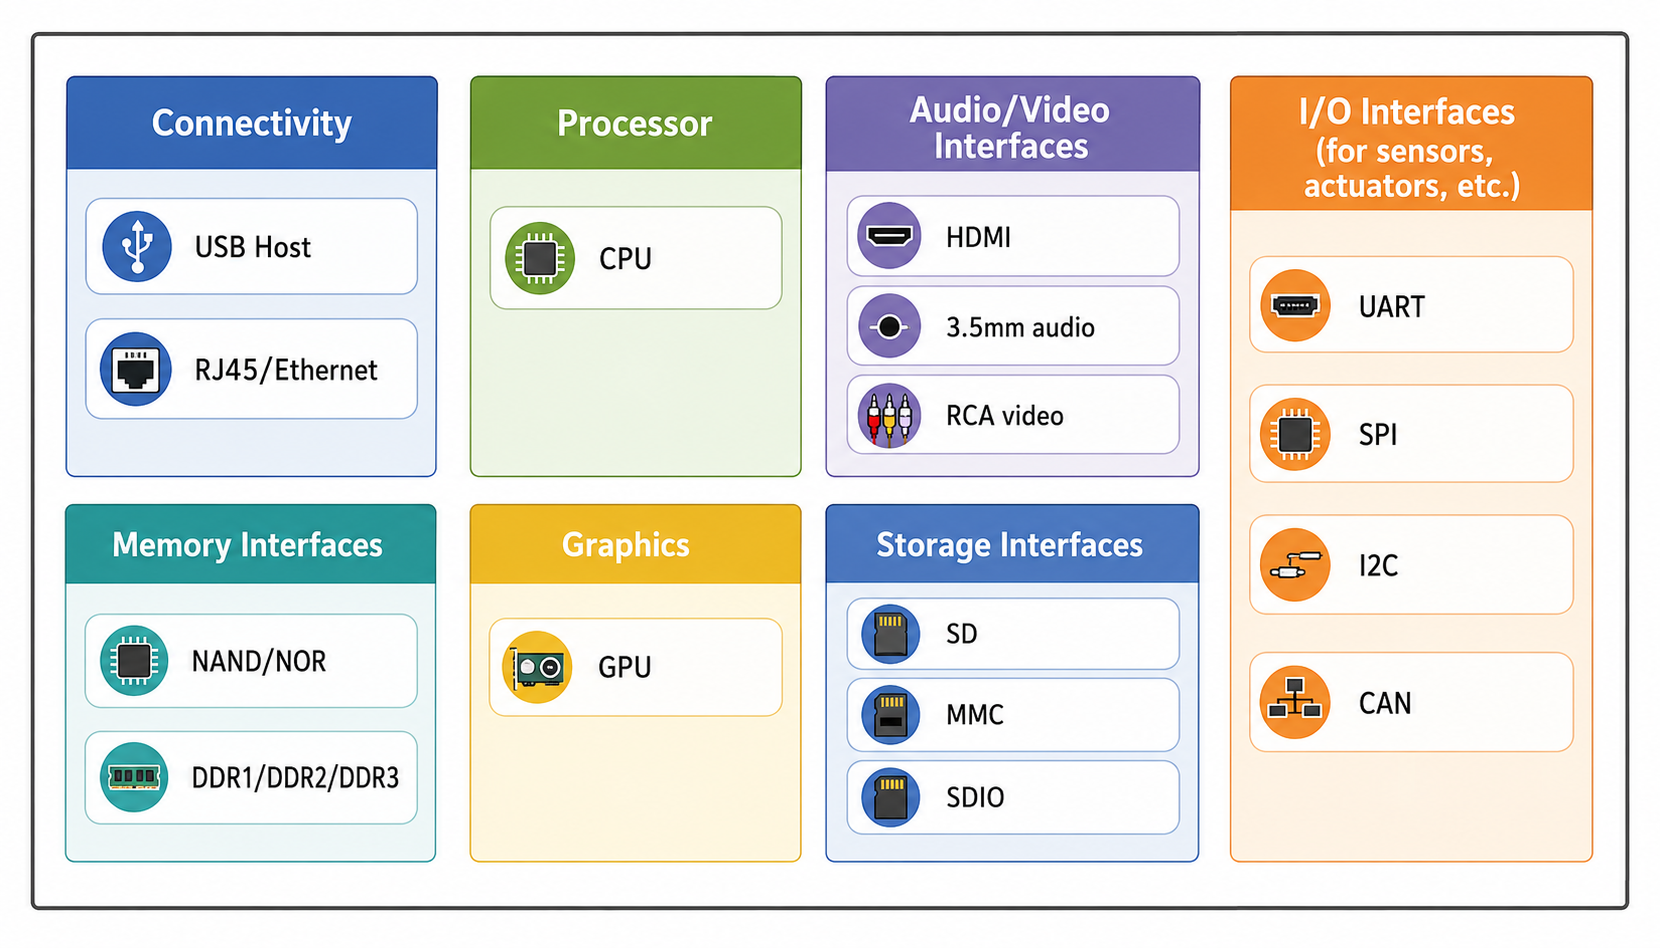 Connectivity
USB Host
RJ45/Ethernet
Processor
CPU
Audio/Video
Interfaces
HDMI
3.5mm audio
RCA video
I/O Interfaces
(for sensors,
actuators, etc.)
UART
SPI
I2C
CAN
Memory Interfaces
NAND/NOR
DDR1/DDR2/DDR3
Graphics
GPU
Storage Interfaces
SD
MMC
SDIO